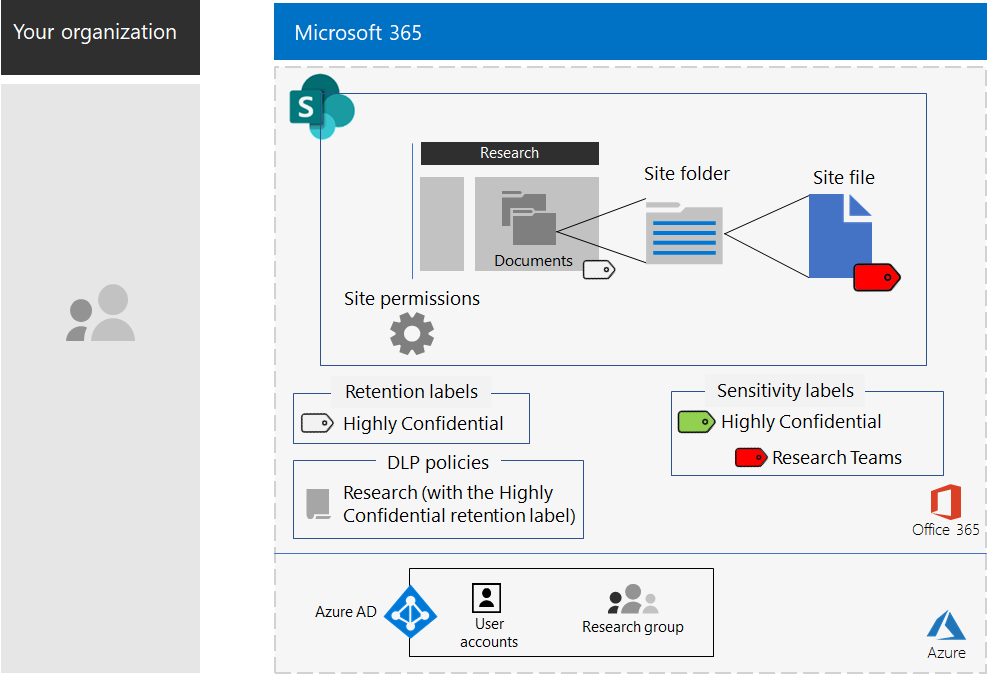 Your organization
Microsoft 365
S
Research
Site folder
Site file
Documents
Site permissions
Retention labels
Highly Confidential
Sensitivity labels
Highly Confidential
Research Teams
DLP policies
Research (with the Highly
Confidential retention label)
Office 365
Azure AD
User
accounts
Research group
Azure